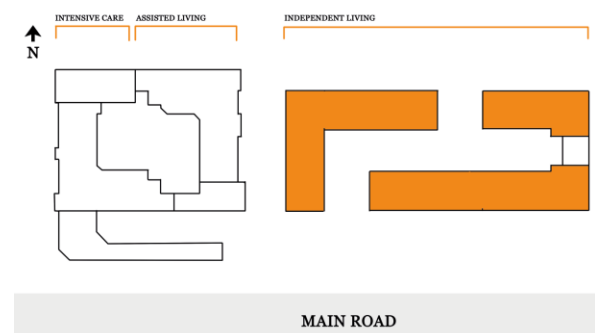 INTENSIVE CARE
ASSISTED LIVING
INDEPENDENT LIVING
N
MAIN ROAD